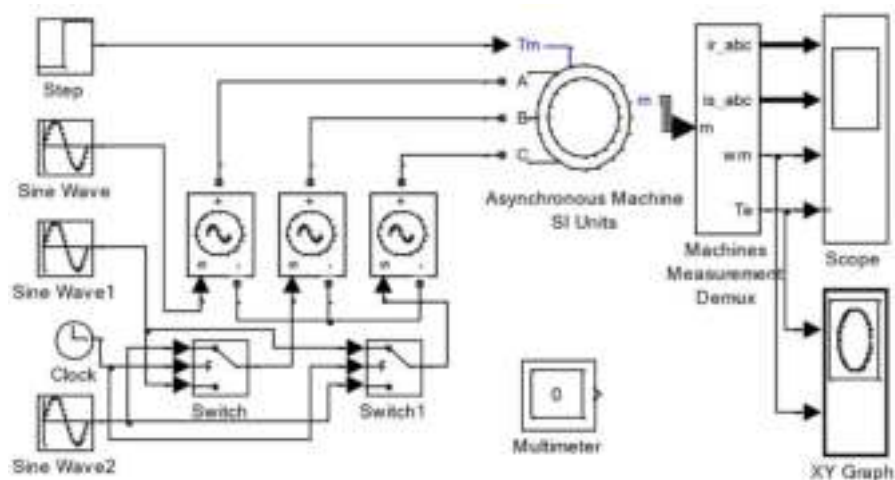 Step
Sine Wave
Sine Wave1
Clock
Sine Wave2
Switch
Switch1
Tm
A
B
C
m
Asynchronous Machine
SI Units
m
ir_abc
is_abc
wm
Te
Machines
Measurement
Demux
Scope
0
Multimeter
XY Graph